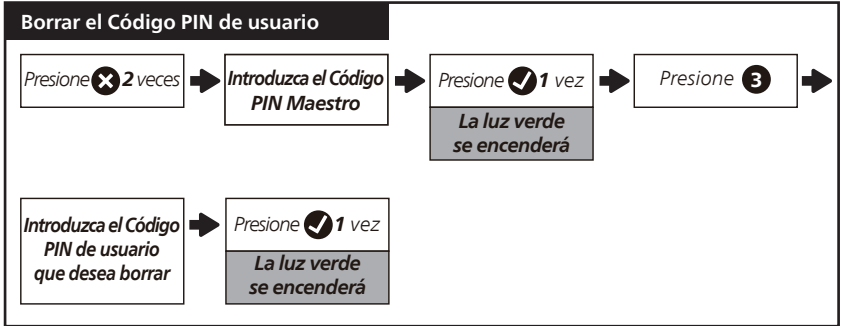 Borrar el Código PIN de usuario
Presione ✖ 2 veces
Introduzca el Código
PIN Maestro
Presione ✔ 1 vez
La luz verde
se encenderá
Presione 3
Introduzca el Código
PIN de usuario
que desea borrar
Presione ✔ 1 vez
La luz verde
se encenderá